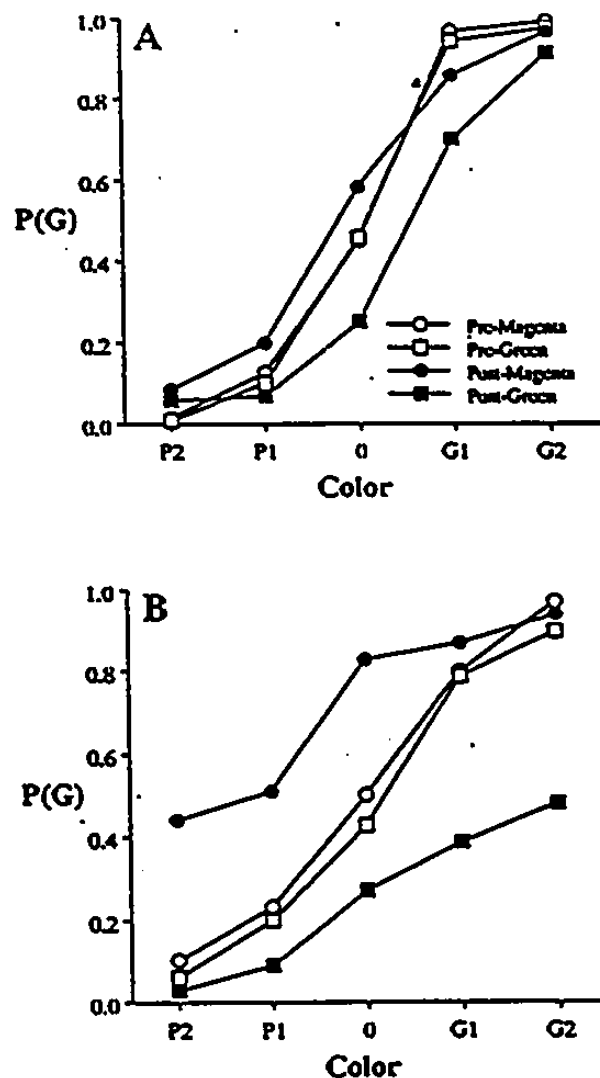 A
1.0
0.8
0.6
0.4
0.2
0.0
P(G)
Pre-Magenta
Pre-Green
Post-Magenta
Post-Green
P2 P1 0 G1 G2
Color
B
1.0
0.8
0.6
0.4
0.2
0.0
P(G)
P2 P1 0 G1 G2
Color